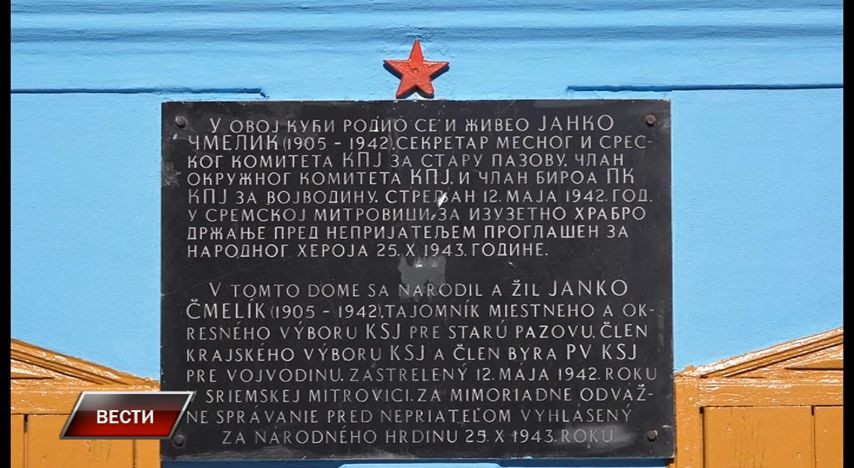 У ОВОЈ КУЋИ РОДИО СЕ И ЖИВЕО ЈАНКО
ЧМЕЛИК (1905 - 1942), СЕКРЕТАР МЕСНОГ И СРЕС-
КОГ КОМИТЕТА КПЈ ЗА СТАРУ ПАЗОВУ, ЧЛАН
ОКРУЖНОГ КОМИТЕТА КПЈ, И ЧЛАН БИРОА ПК
КПЈ ЗА ВОЈВОДИНУ. СТРЕЉАН 12. МАЈА 1942. ГОД.
У СРЕМСКОЈ МИТРОВИЦИ, ЗА ИЗУЗЕТНО ХРАБРО
ДРЖАЊЕ ПРЕД НЕПРИЈАТЕЉЕМ ПРОГЛАШЕН ЗА
НАРОДНОГ ХЕРОЈА 25. X 1943. ГОДИНЕ.
V TOMTO DOME SA NARODIL A ŽIL JANKO
ČMELÍK (1905 - 1942), TAJOMNÍK MIESTNEHO A OK-
RESNÉHO VÝBORU KSJ PRE STARÚ PAZOVU, ČLEN
KRAJSKÉHO VÝBORU KSJ A ČLEN BYRA PV KSJ
PRE VOJVODINU. ZASTRELENÝ 12. MÁJA 1942. ROKU
SRIEMSKEJ MITROVICI. ZA MIMORIADNE ODVÁŽ-
NE SPRÁVANIE PRED NEPRIATEĽOM VYHLÁSENÝ
ZA NÁRODNÉHO HRDINU 25. X 1943. ROKU
ВЕСТИ